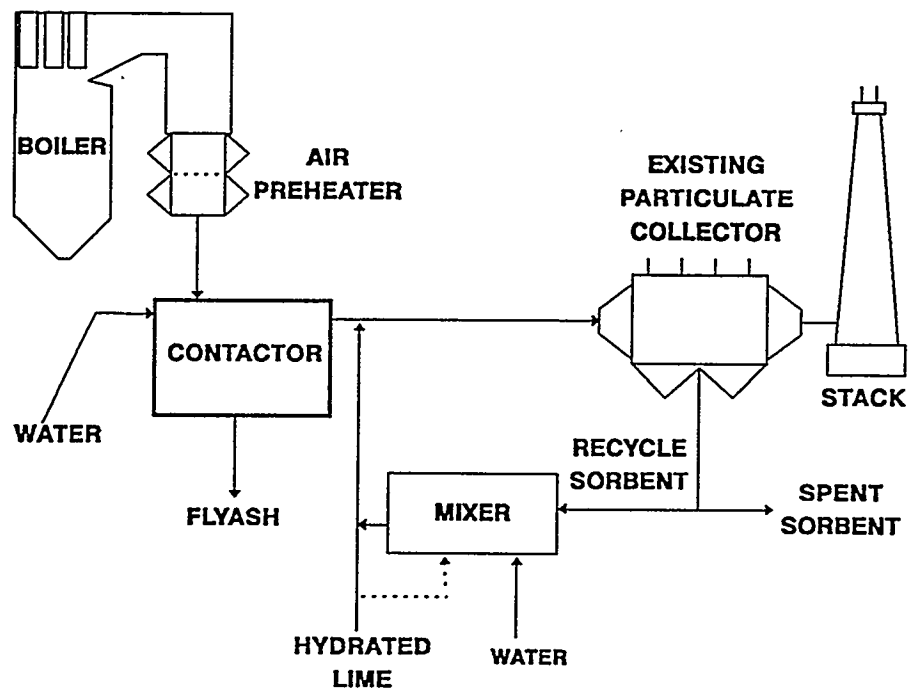 BOILER
AIR
PREHEATER
EXISTING
PARTICULATE
COLLECTOR
CONTACTOR
WATER
STACK
FLYASH
RECYCLE
SORBENT
MIXER
SPENT
SORBENT
HYDRATED
LIME
WATER